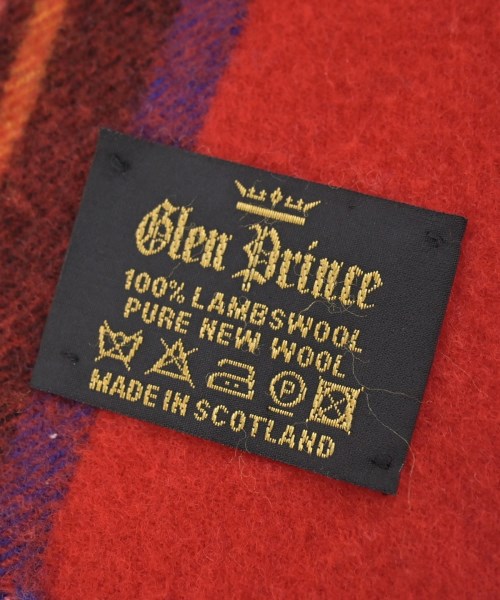 Glen Prince
100% LAMBSWOOL
PURE NEW WOOL
P
MADE IN SCOTLAND